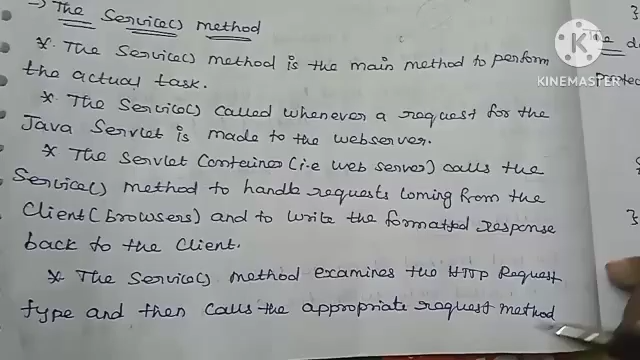 → The Service() method
* The Service() method is the main method to perform
the actual task.
* The Service() called whenever a request for the
Java Servlet is made to the webserver.
* The Servlet Container (i.e web server) calls the
Service() method to handle requests coming from the
Client (browsers) and to write the formatted response
back to the Client.
* The Service() method examines the HTTP Request
type and then calls the appropriate request method
}
The d
Protec
{
}
K
KINEMASTER